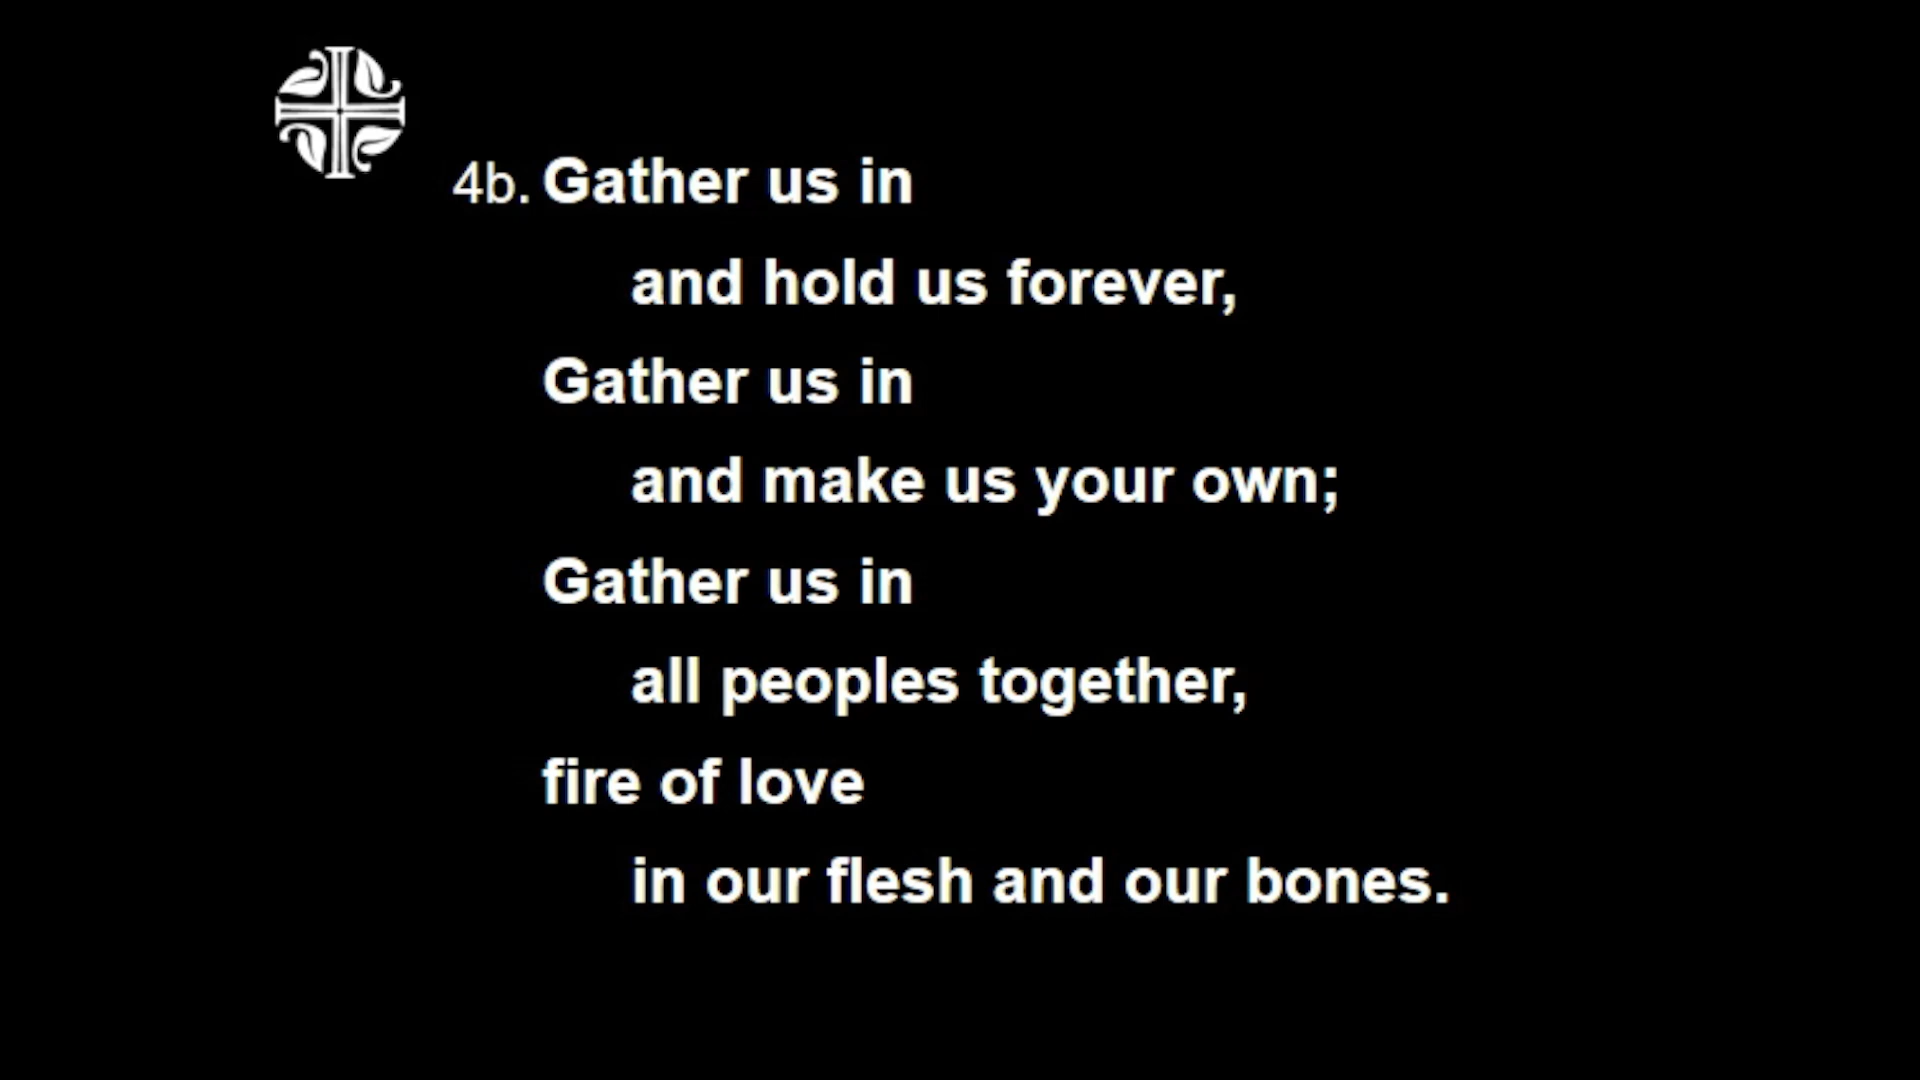 4b. Gather us in
and hold us forever,
Gather us in
and make us your own;
Gather us in
all peoples together,
fire of love
in our flesh and our bones.